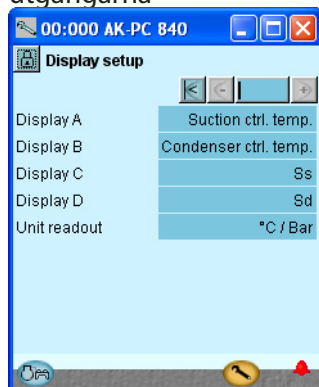 utgångarna
00:000 AK-PC 840
Display setup
Display A Suction ctrl. temp.
Display B Condenser ctrl. temp.
Display C Ss
Display D Sd
Unit readout °C / Bar